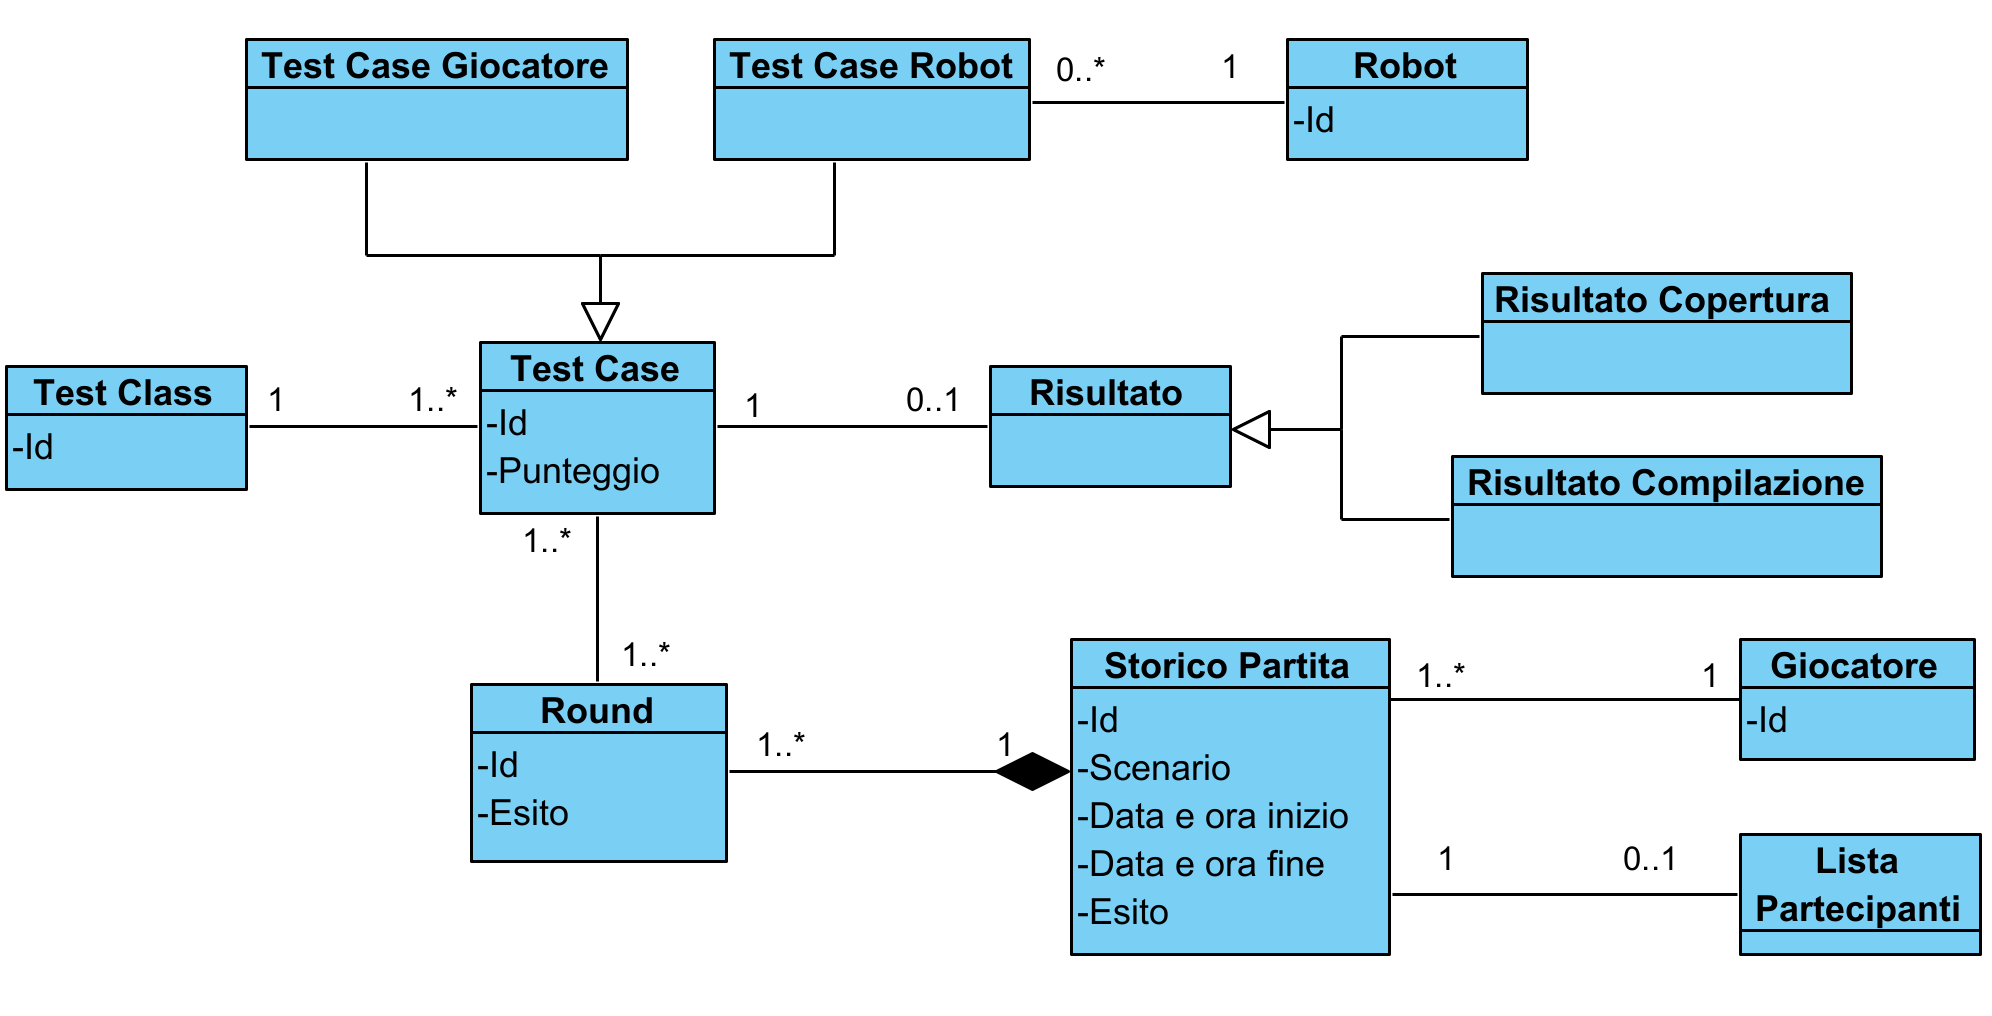 Test Case Giocatore
Test Case Robot
0..*
1
Robot
-Id
Risultato Copertura
Test Class
-Id
1
1..*
Test Case
-Id
-Punteggio
1
0..1
Risultato
Risultato Compilazione
1..*
1..*
Round
-Id
-Esito
1..*
1
Storico Partita
-Id
-Scenario
-Data e ora inizio
-Data e ora fine
-Esito
1..*
1
Giocatore
-Id
1
0..1
Lista
Partecipanti